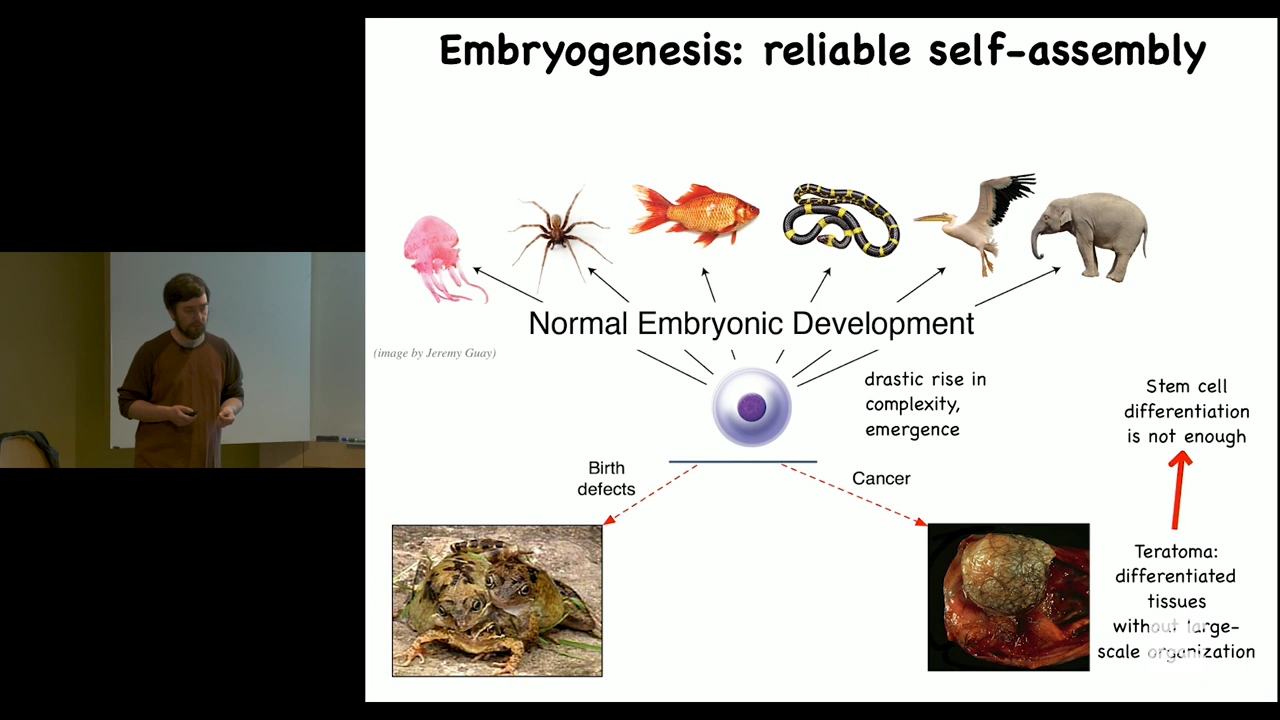 Embryogenesis: reliable self-assembly
Normal Embryonic Development
(image by Jeremy Guay)
drastic rise in
complexity,
emergence
Stem cell
differentiation
is not enough
Birth
defects
Cancer
Teratoma:
differentiated
tissues
without large-
scale organization